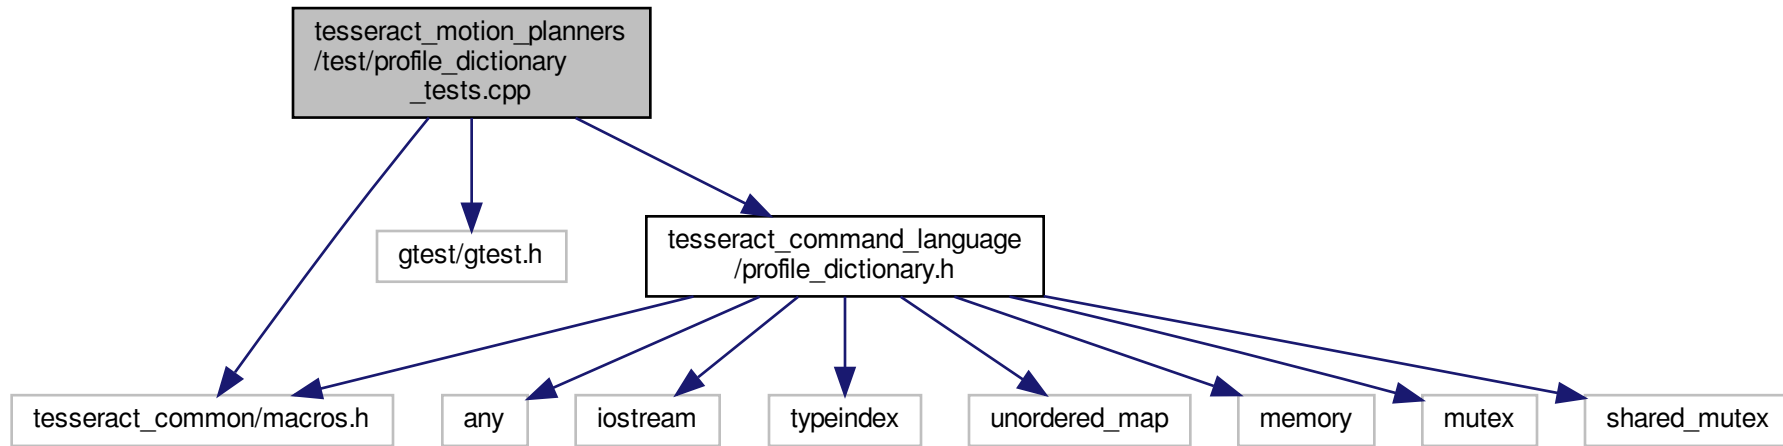 tesseract_motion_planners
/test/profile_dictionary
_tests.cpp
gtest/gtest.h
tesseract_command_language
/profile_dictionary.h
tesseract_common/macros.h
any
iostream
typeindex
unordered_map
memory
mutex
shared_mutex